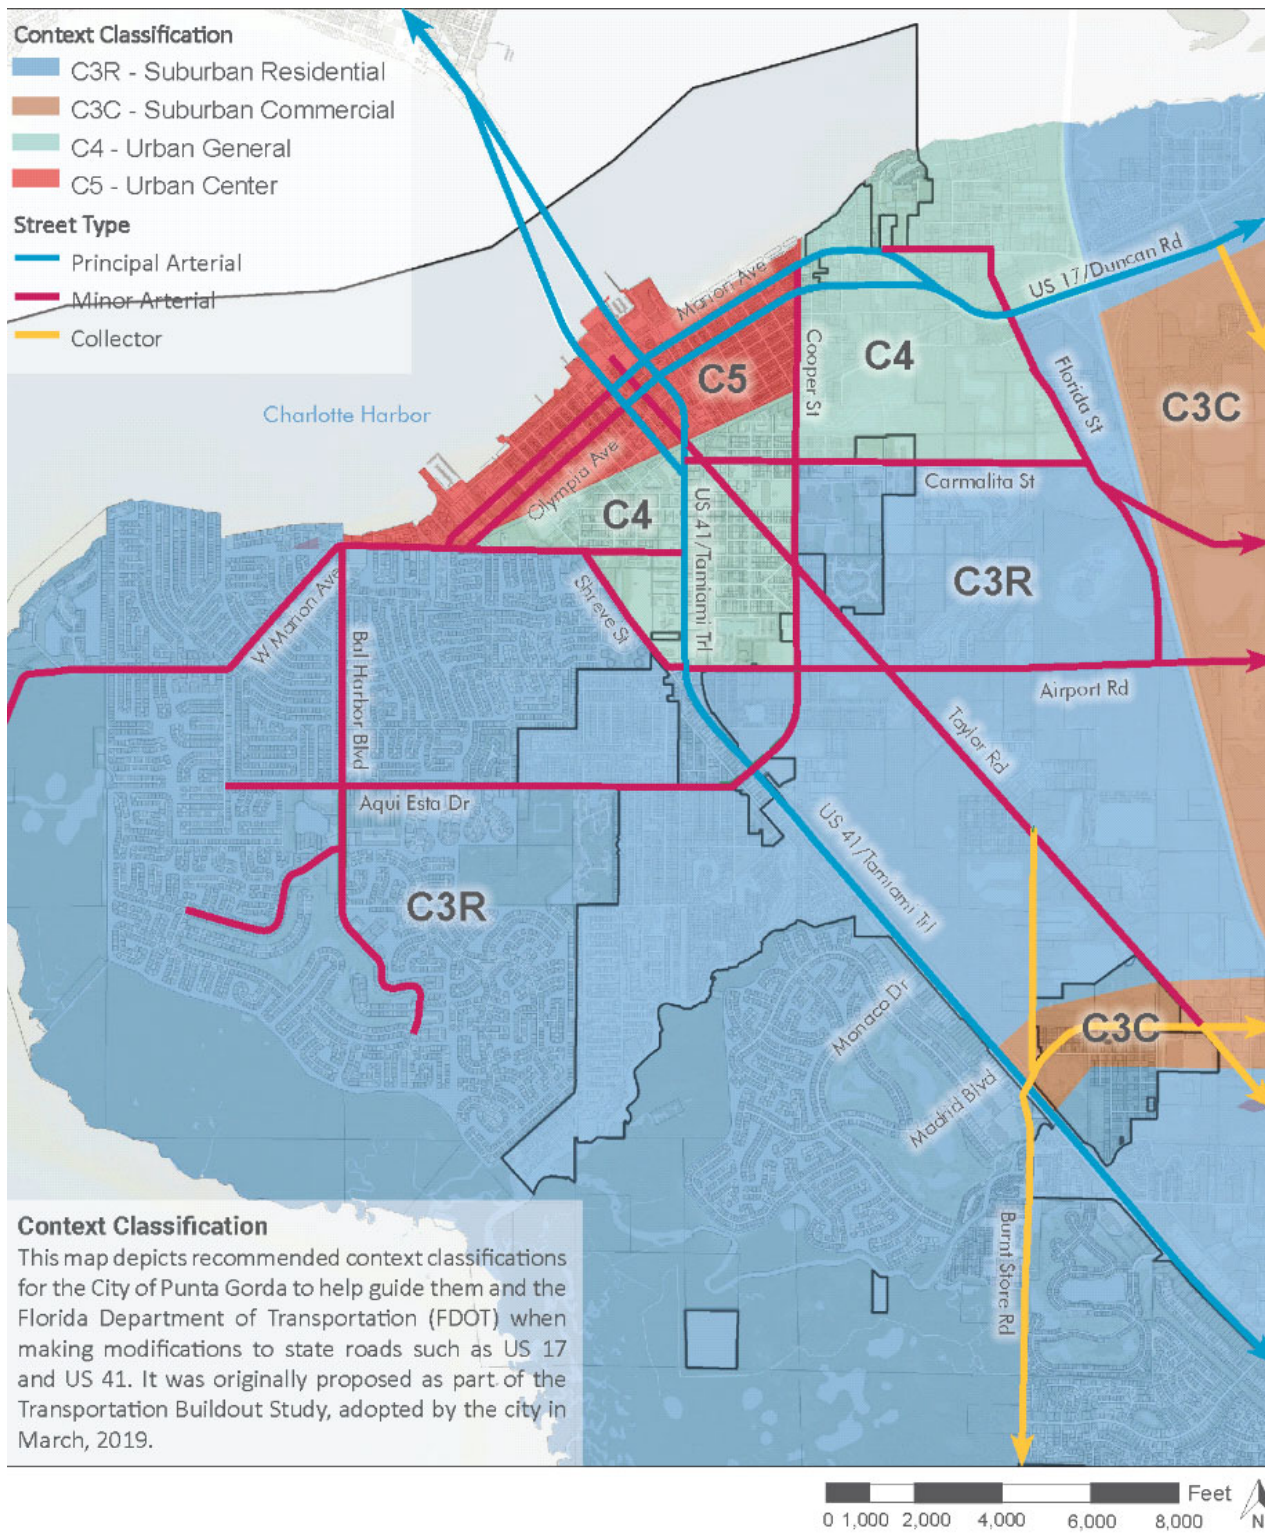 Context Classification
C3R - Suburban Residential
C3C - Suburban Commercial
C4 - Urban General
C5 - Urban Center
Street Type
Principal Arterial
Minor Arterial
Collector
Charlotte Harbor
Marion Ave
US 17/Duncan Rd
C5
Cooper St
C4
Florida St
C3C
Olympia Ave
C4
US 41/Tamiami Trl
Carmalita St
C3R
W Marion Ave
Bal Harbor Blvd
Shreve St
Airport Rd
Taylor Rd
Aqui Esta Dr
US 41/Tamiami Trl
C3R
Monaco Dr
C3C
Madrid Blvd
Burnt Store Rd
Context Classification
This map depicts recommended context classifications
for the City of Punta Gorda to help guide them and the
Florida Department of Transportation (FDOT) when
making modifications to state roads such as US 17
and US 41. It was originally proposed as part of the
Transportation Buildout Study, adopted by the city in
March, 2019.
Feet
0 1,000 2,000 4,000 6,000 8,000
N